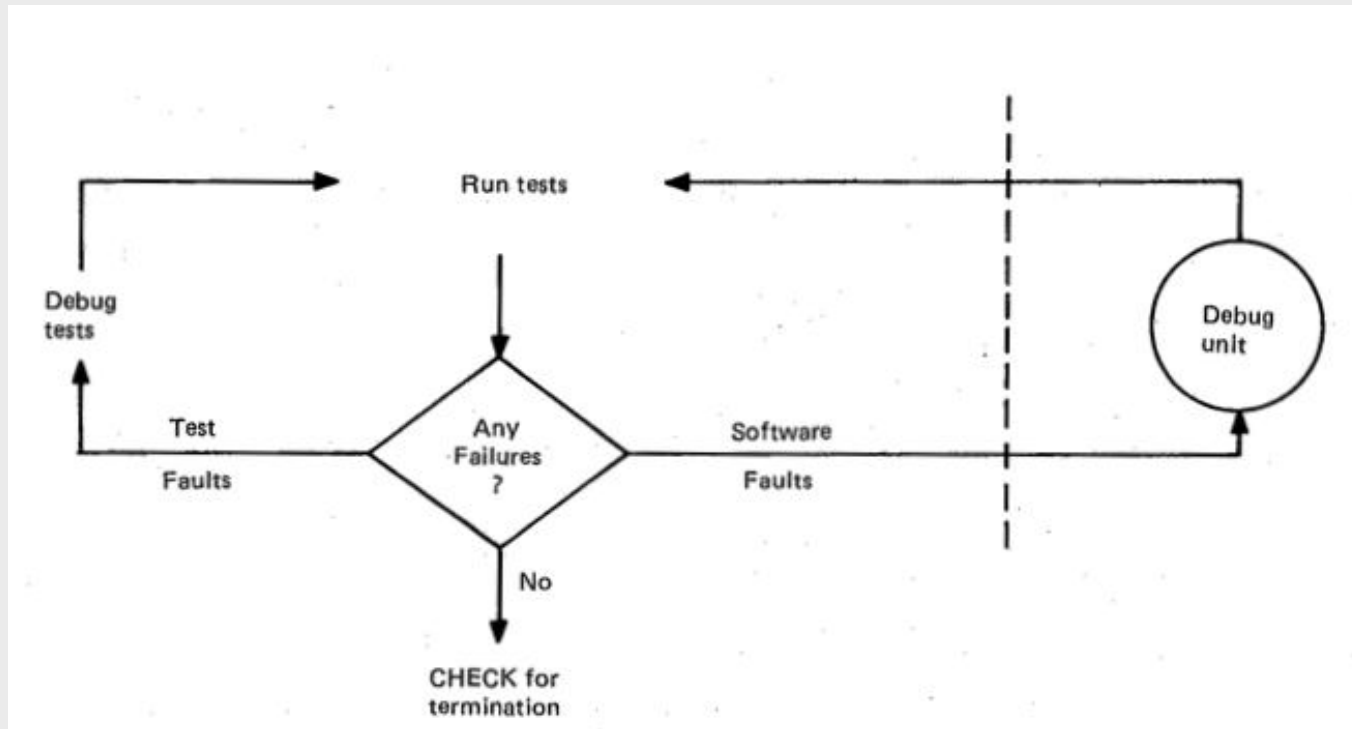 Run tests
Debug
tests
Debug
unit
Test
Faults
Any
Failures
?
Software
Faults
No
CHECK for
termination